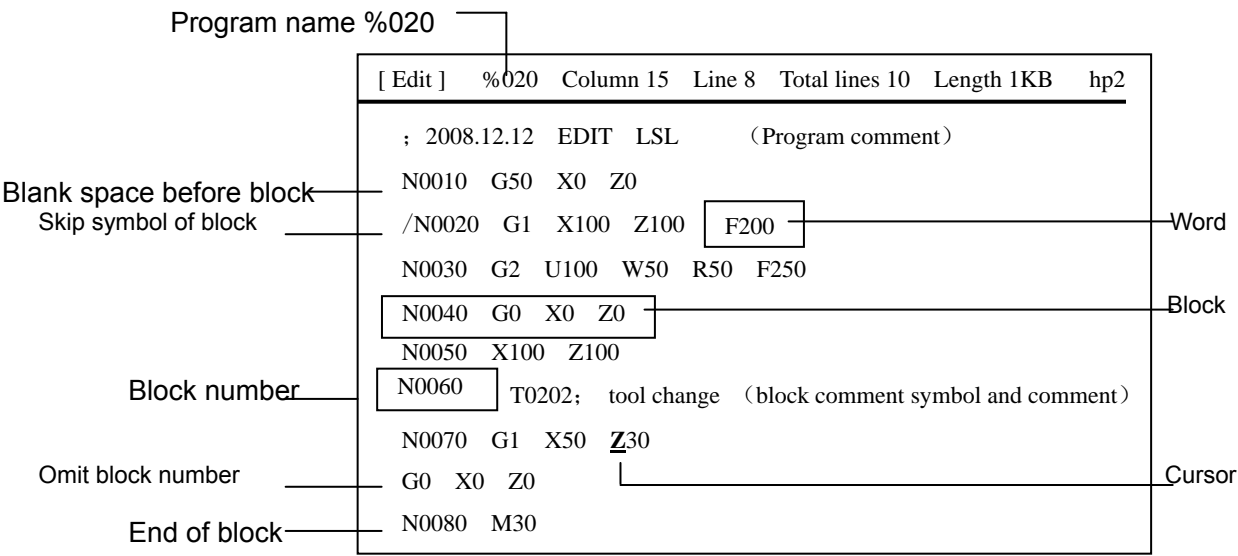 Program name %020
[ Edit ] %020 Column 15 Line 8 Total lines 10 Length 1KB hp2
; 2008.12.12 EDIT LSL （Program comment）
Blank space before block N0010 G50 X0 Z0
Skip symbol of block /N0020 G1 X100 Z100 F200 Word
N0030 G2 U100 W50 R50 F250
N0040 G0 X0 Z0 Block
N0050 X100 Z100
Block number N0060 T0202； tool change （block comment symbol and comment）
N0070 G1 X50 Z30
Omit block number G0 X0 Z0 Cursor
End of block N0080 M30